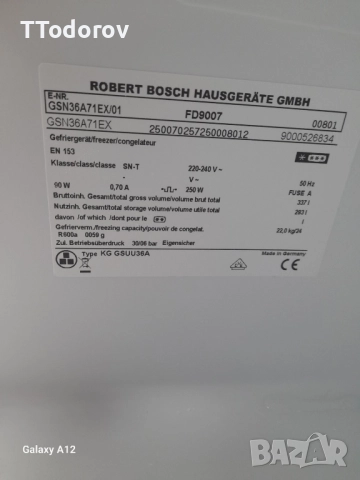 TTodorov
ROBERT BOSCH HAUSGERÄTE GMBH
E-NR.
GSN36A71EX/01 FD9007 00801
GSN36A71EX 250070257250008012 9000526834
Gefriergerät/freezer/congelateur
EN 153
Klasse/class/classe SN-T 220-240 V ~ 50 Hz
- V~
90 W 0,70 A 250 W FUSE A
Bruttoinh. Gesamt/total gross volume/volume brut total 337 l
Nutzinh. Gesamt/total storage volume/volume utile total 293 l
davon /of which /dont pour le l
Gefrierverm./freezing capacity/pouvoir de congelat. 22,0 kg/24
R600a 0059 g
Zul. Betriebsüberdruck 30/06 bar Eigensicher
Type KG GSUU36A Made in Germany
Galaxy A12
BAZAR